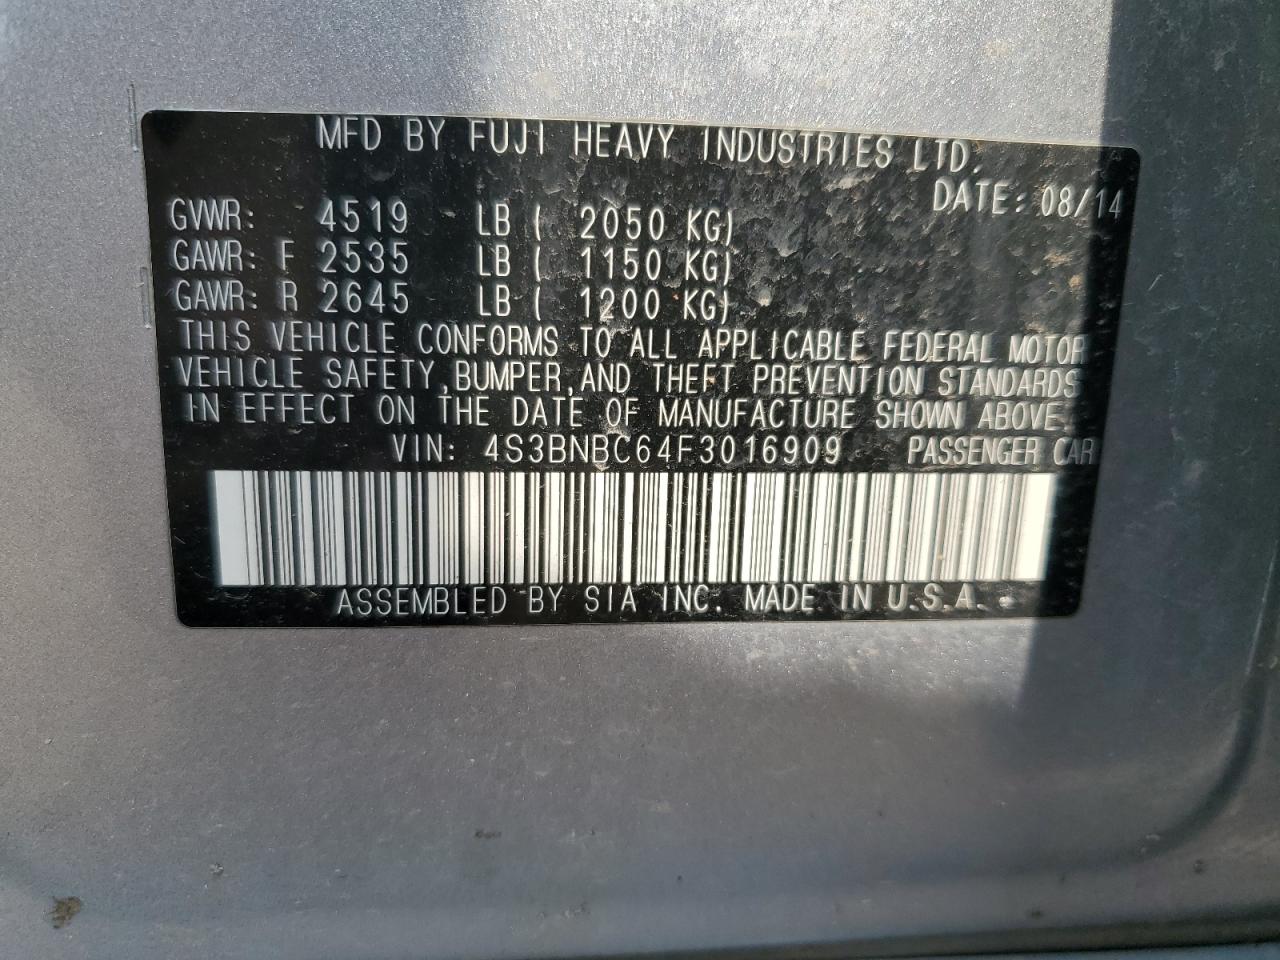 MFD BY FUJI HEAVY INDUSTRIES LTD.
DATE: 08/14
GVWR: 4519 LB ( 2050 KG)
GAWR: F 2535 LB ( 1150 KG)
GAWR: R 2645 LB ( 1200 KG)
THIS VEHICLE CONFORMS TO ALL APPLICABLE FEDERAL MOTOR
VEHICLE SAFETY, BUMPER, AND THEFT PREVENTION STANDARDS
IN EFFECT ON THE DATE OF MANUFACTURE SHOWN ABOVE.
VIN: 4S3BNBC64F3016909 PASSENGER CAR
ASSEMBLED BY SIA INC. MADE IN U.S.A.